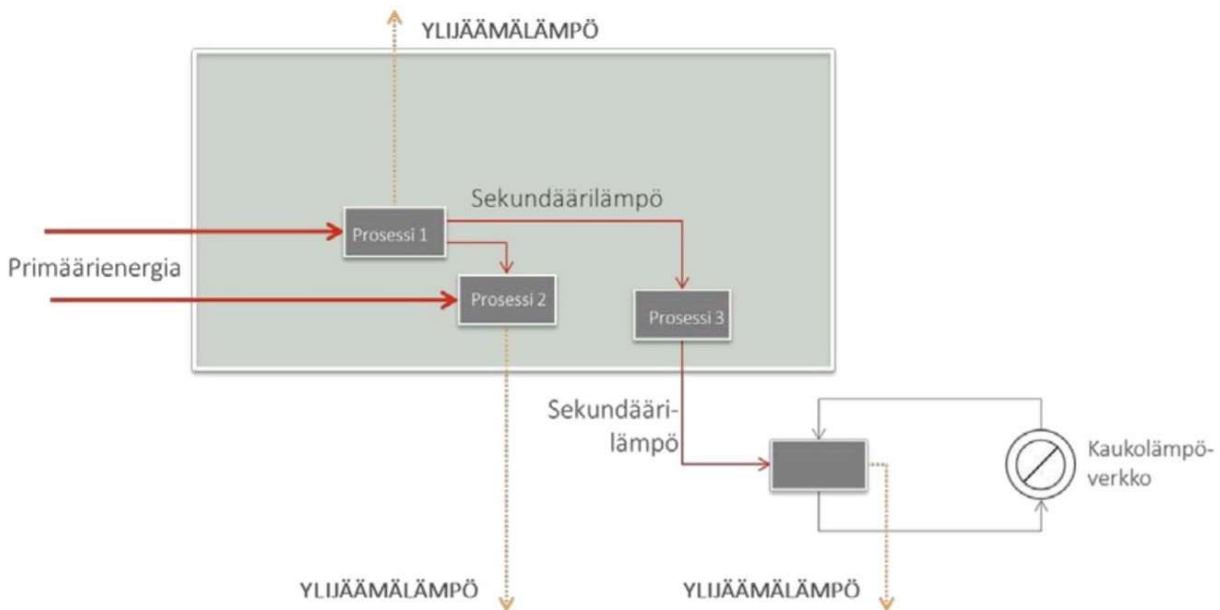 YLIJÄÄMÄLÄMPÖ
Sekundäärilämpö
Prosessi 1
Primäärienergia
Prosessi 2
Prosessi 3
Sekundääri-
lämpö
Kaukolämpö-
verkko
YLIJÄÄMÄLÄMPÖ
YLIJÄÄMÄLÄMPÖ